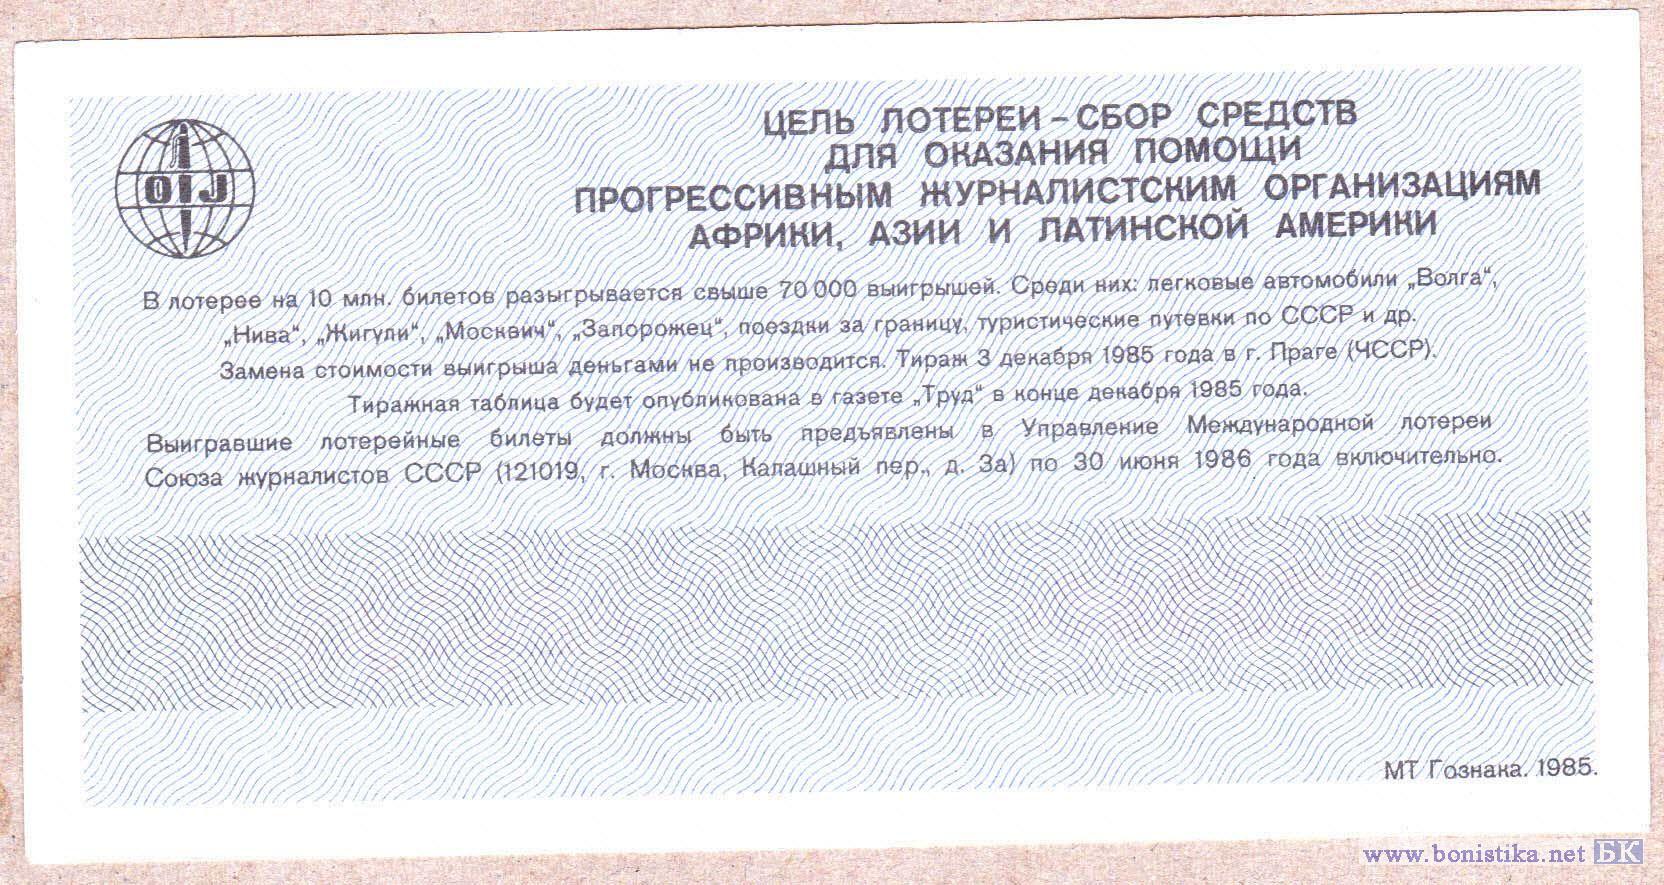 ЦЕЛЬ ЛОТЕРЕИ – СБОР СРЕДСТВ
ДЛЯ ОКАЗАНИЯ ПОМОЩИ
ПРОГРЕССИВНЫМ ЖУРНАЛИСТСКИМ ОРГАНИЗАЦИЯМ
АФРИКИ, АЗИИ И ЛАТИНСКОЙ АМЕРИКИ
OIJ
В лотерее на 10 млн. билетов разыгрывается свыше 70 000 выигрышей. Среди них: легковые автомобили „Волга“,
„Нива“, „Жигули“, „Москвич“, „Запорожец“, поездки за границу, туристические путевки по СССР и др.
Замена стоимости выигрыша деньгами не производится. Тираж 3 декабря 1985 года в г. Праге (ЧССР).
Тиражная таблица будет опубликована в газете „Труд“ в конце декабря 1985 года.
Выигравшие лотерейные билеты должны быть предъявлены в Управление Международной лотереи
Союза журналистов СССР (121019, г. Москва, Калашный пер., д. 3а) по 30 июня 1986 года включительно.
МТ Гознака. 1985.
www.bonistika.net БК